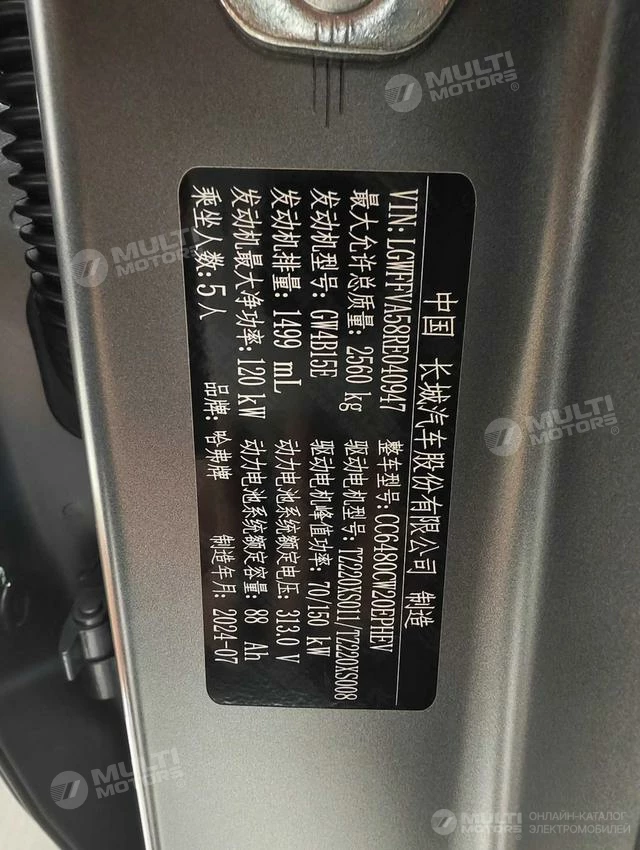 中国 长城汽车股份有限公司 制造
VIN:LGWFFVA58RE040947 整车型号:CC6480CW20EPHEV
最大允许总质量:2560 kg 驱动电机型号:TZ220XS011/TZ220XS008
发动机型号:GW4B15E 驱动电机峰值功率:70/150 kW
发动机排量:1499 mL 动力电池系统额定电压:313.0 V
发动机最大净功率:120 kW 动力电池系统额定容量:88 Ah
乘坐人数:5人 品牌:哈弗牌 制造年月:2024-07
MULTI MOTORS®
MULTI MOTORS
MULTI MOTORS®
MULTI MOTORS
MULTI MOTORS® ОНЛАЙН-КАТАЛОГ ЭЛЕКТРОМОБИЛЕЙ